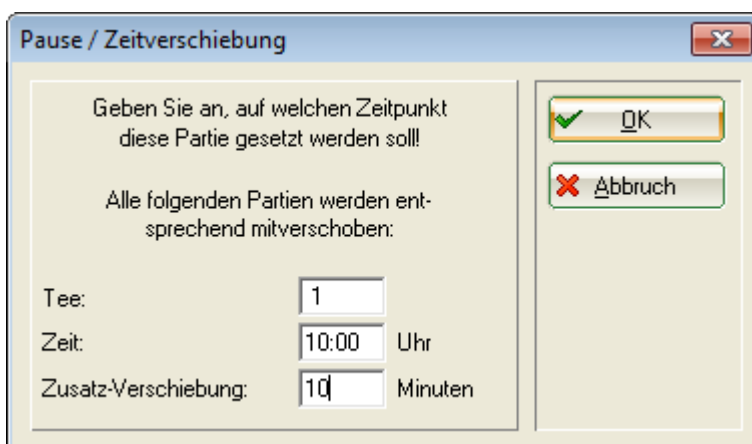 Pause / Zeitverschiebung
Geben Sie an, auf welchen Zeitpunkt
diese Partie gesetzt werden soll!
Alle folgenden Partien werden ent-
sprechend mitverschoben:
Tee: 1
Zeit: 10:00 Uhr
Zusatz-Verschiebung: 10 Minuten
OK
Abbruch